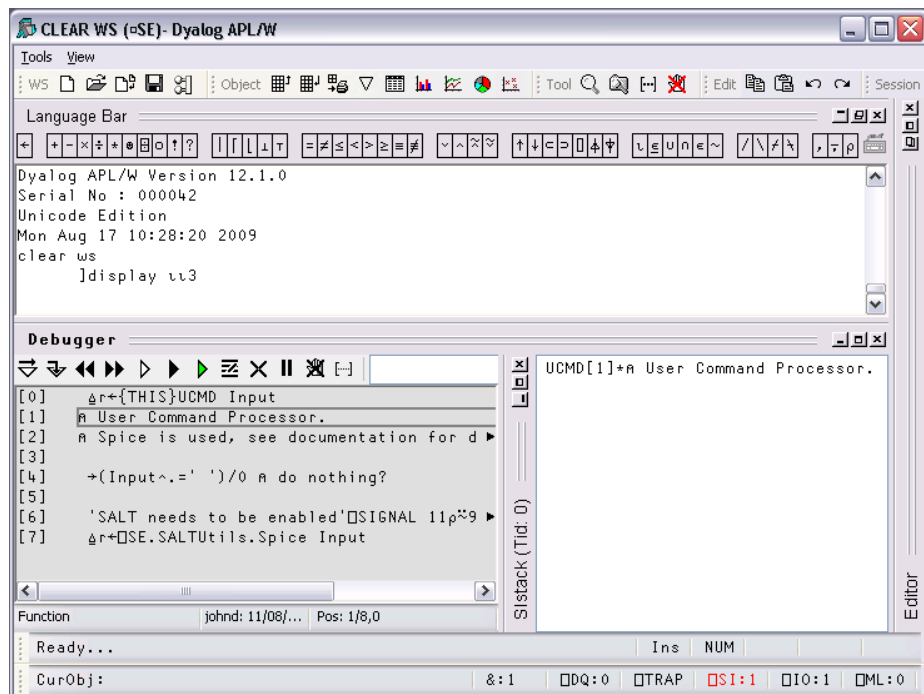 CLEAR WS (⎕SE)- Dyalog APL/W
Tools View
WS Object Tool Edit Session
Language Bar
← + - × ÷ * ⍟ ⌹ ○ ! ? | ⌈ ⌊ ⊥ ⊤ = ≠ ≤ < > ≥ ≡ ≢ ∨ ∧ ⍲ ⍱ ↑ ↓ ⊂ ⊃ ⌷ ⍋ ⍒ ⍳ ⍷ ∪ ∩ ∊ ~ / \ ⌿ ⍀ , ⍪ ⍴
Dyalog APL/W Version 12.1.0
Serial No : 000042
Unicode Edition
Mon Aug 17 10:28:20 2009
clear ws
]display ⍳⍳3
Debugger
[0] ∆r←{THIS}UCMD Input
[1] ⍝ User Command Processor.
[2] ⍝ Spice is used, see documentation for d
[3]
[4] →(Input∧.=' ')/0 ⍝ do nothing?
[5]
[6] 'SALT needs to be enabled'⎕SIGNAL 11⍴⍨9
[7] ∆r←⎕SE.SALTUtils.Spice Input
Function johnd: 11/08/... Pos: 1/8,0
SIstack (Tid: 0)
UCMD[1]*⍝ User Command Processor.
Editor
Ready... Ins NUM
CurObj: &:1 ⎕DQ:0 ⎕TRAP ⎕SI:1 ⎕IO:1 ⎕ML:0